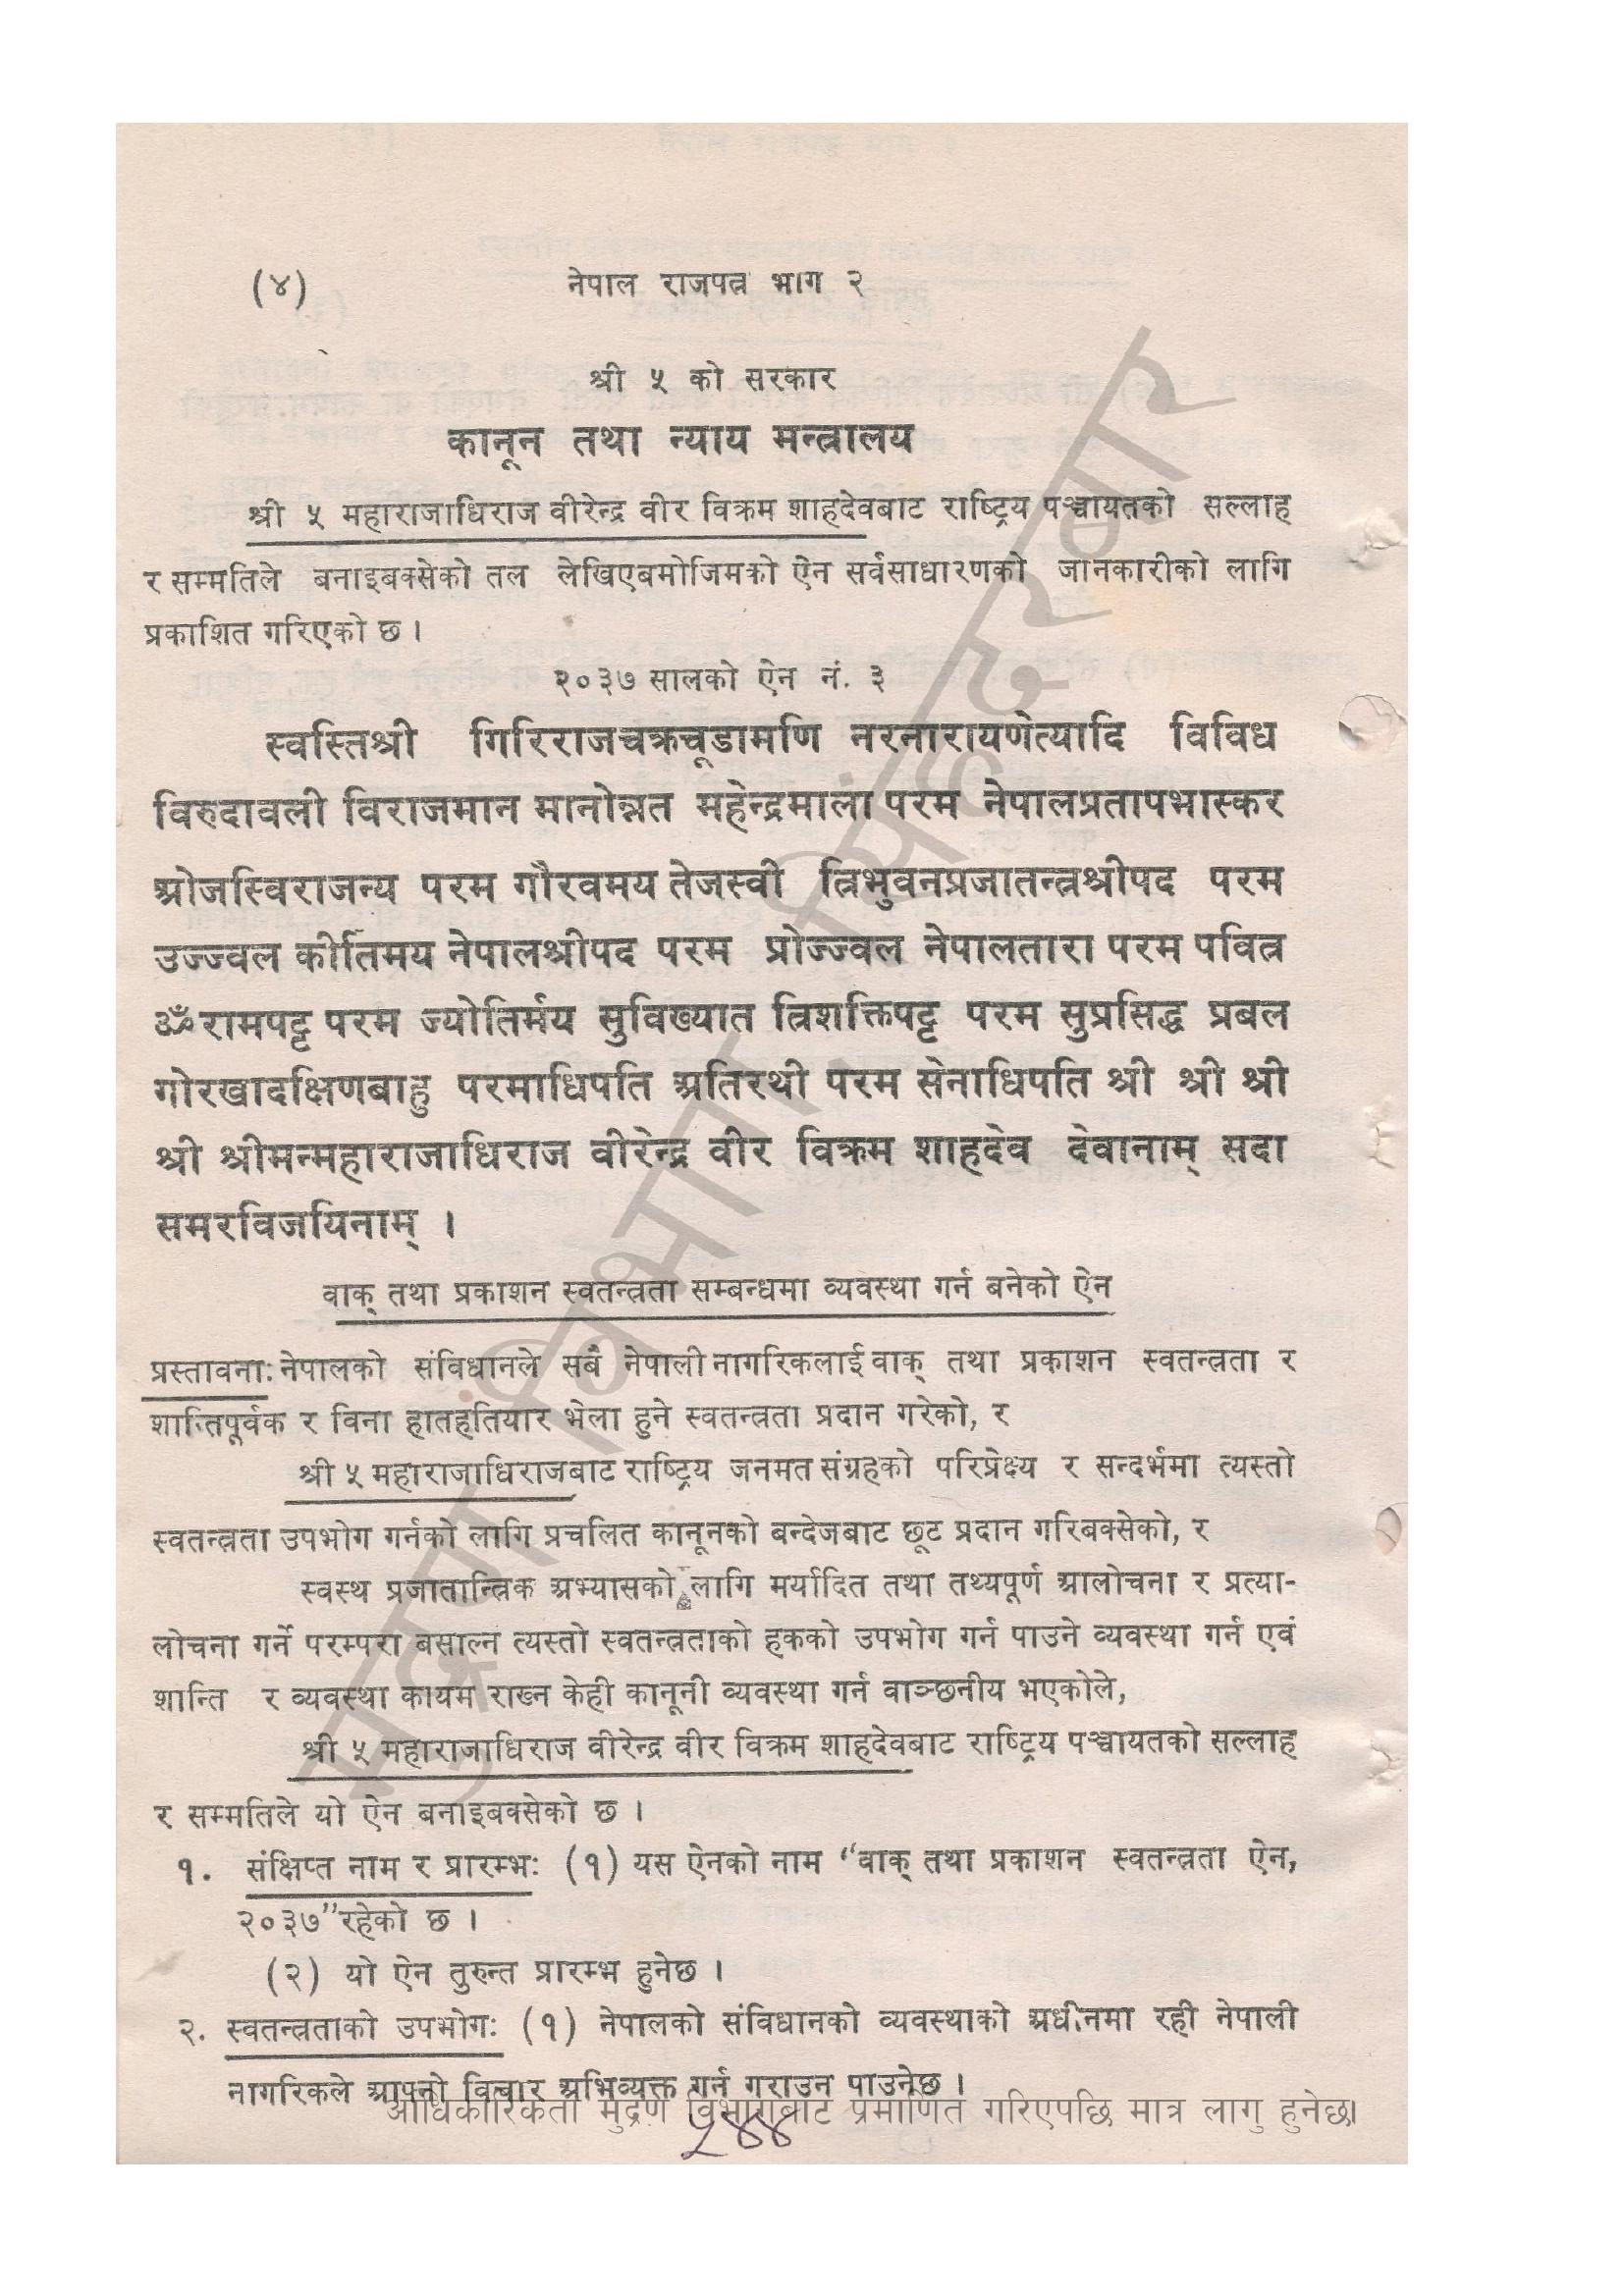 (४) नेपाल राजपत्र भाग २
श्री ५ को सरकार
कानून तथा न्याय मन्त्रालय
श्री ५ महाराजाधिराज वीरेन्द्र वीर विक्रम शाहदेवबाट राष्ट्रिय पञ्चायतको सल्लाह
र सम्मतिले बनाइबक्सेको तल लेखिएबमोजिमको ऐन सर्वसाधारणको जानकारीको लागि
प्रकाशित गरिएको छ ।
२०३७ सालको ऐन नं. ३
स्वस्तिश्री गिरिराजचक्रचूडामणि नरनारायणेत्यादि विविध
विरुदावली विराजमान मानोन्नत महेन्द्रमाला परम नेपालप्रतापभास्कर
ओजस्विराजन्य परम गौरवमय तेजस्वी त्रिभुवनप्रजातन्त्रश्रीपद परम
उज्ज्वल कीर्तिमय नेपालश्रीपद परम प्रोज्ज्वल नेपालतारा परम पवित्र
ॐरामपट्ट परम ज्योतिर्मय सुविख्यात त्रिशक्तिपट्ट परम सुप्रसिद्ध प्रबल
गोरखादक्षिणबाहु परमाधिपति अतिरथी परम सेनाधिपति श्री श्री श्री
श्री श्रीमन्महाराजाधिराज वीरेन्द्र वीर विक्रम शाहदेव देवानाम् सदा
समरविजयिनाम् ।
वाक् तथा प्रकाशन स्वतन्त्रता सम्बन्धमा व्यवस्था गर्न बनेको ऐन
प्रस्तावना: नेपालको संविधानले सबै नेपाली नागरिकलाई वाक् तथा प्रकाशन स्वतन्त्रता र
शान्तिपूर्वक र विना हातहतियार भेला हुने स्वतन्त्रता प्रदान गरेको, र
श्री ५ महाराजाधिराजबाट राष्ट्रिय जनमत संग्रहको परिप्रेक्ष्य र सन्दर्भमा त्यस्तो
स्वतन्त्रता उपभोग गर्नको लागि प्रचलित कानूनको बन्देजबाट छूट प्रदान गरिबक्सेको, र
स्वस्थ प्रजातान्त्रिक अभ्यासको लागि मर्यादित तथा तथ्यपूर्ण आलोचना र प्रत्या-
लोचना गर्ने परम्परा बसाल्न त्यस्तो स्वतन्त्रताको हकको उपभोग गर्न पाउने व्यवस्था गर्न एवं
शान्ति र व्यवस्था कायम राख्न केही कानूनी व्यवस्था गर्न वाञ्छनीय भएकोले,
श्री ५ महाराजाधिराज वीरेन्द्र वीर विक्रम शाहदेवबाट राष्ट्रिय पञ्चायतको सल्लाह
र सम्मतिले यो ऐन बनाइबक्सेको छ ।
१. संक्षिप्त नाम र प्रारम्भ: (१) यस ऐनको नाम "वाक् तथा प्रकाशन स्वतन्त्रता ऐन,
२०३७" रहेको छ ।
(२) यो ऐन तुरुन्त प्रारम्भ हुनेछ ।
२. स्वतन्त्रताको उपभोग: (१) नेपालको संविधानको व्यवस्थाको अधीनमा रही नेपाली
नागरिकले आफ्नो विचार अभिव्यक्त गर्न गराउन पाउनेछ ।
आधिकारिकता मुद्रण विभागबाट प्रमाणित गरिएपछि मात्र लागु हुनेछ।
२४४
मुद्रण विभाग, सिंहदरबार